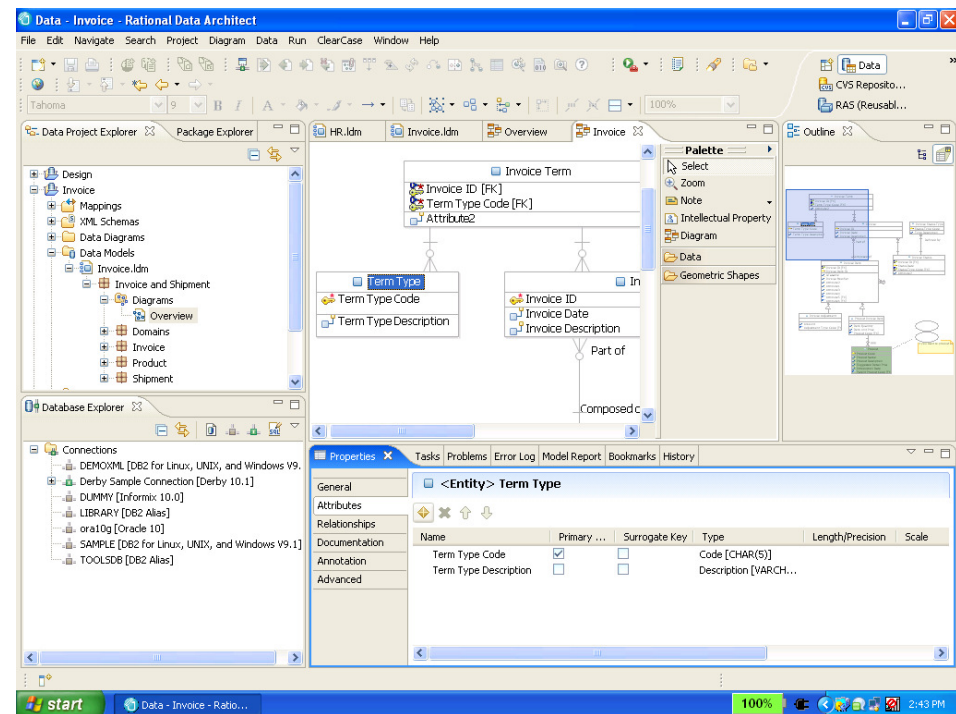 Data - Invoice - Rational Data Architect
File Edit Navigate Search Project Diagram Data Run ClearCase Window Help
Data
CVS Reposito...
Tahoma 9 B I A 100% RAS (Reusabl...
Data Project Explorer Package Explorer
HR.ldm Invoice.ldm Overview Invoice
Outline
Design
Invoice
Mappings
XML Schemas
Data Diagrams
Data Models
Invoice.ldm
Invoice and Shipment
Diagrams
Overview
Domains
Invoice
Product
Shipment
Invoice Term
Invoice ID [FK]
Term Type Code [FK]
Attribute2
Term Type
Term Type Code
Term Type Description
In
Invoice ID
Invoice Date
Invoice Description
Part of
Composed c
Palette
Select
Zoom
Note
Intellectual Property
Diagram
Data
Geometric Shapes
Database Explorer
Connections
DEMOXML [DB2 for Linux, UNIX, and Windows V9.
Derby Sample Connection [Derby 10.1]
DUMMY [Informix 10.0]
LIBRARY [DB2 Alias]
ora10g [Oracle 10]
SAMPLE [DB2 for Linux, UNIX, and Windows V9.1]
TOOLSDB [DB2 Alias]
Properties Tasks Problems Error Log Model Report Bookmarks History
General
Attributes
Relationships
Documentation
Annotation
Advanced
<Entity> Term Type
Name Primary ... Surrogate Key Type Length/Precision Scale
Term Type Code Code [CHAR(5)]
Term Type Description Description [VARCH...
start Data - Invoice - Ratio... 100% 2:43 PM